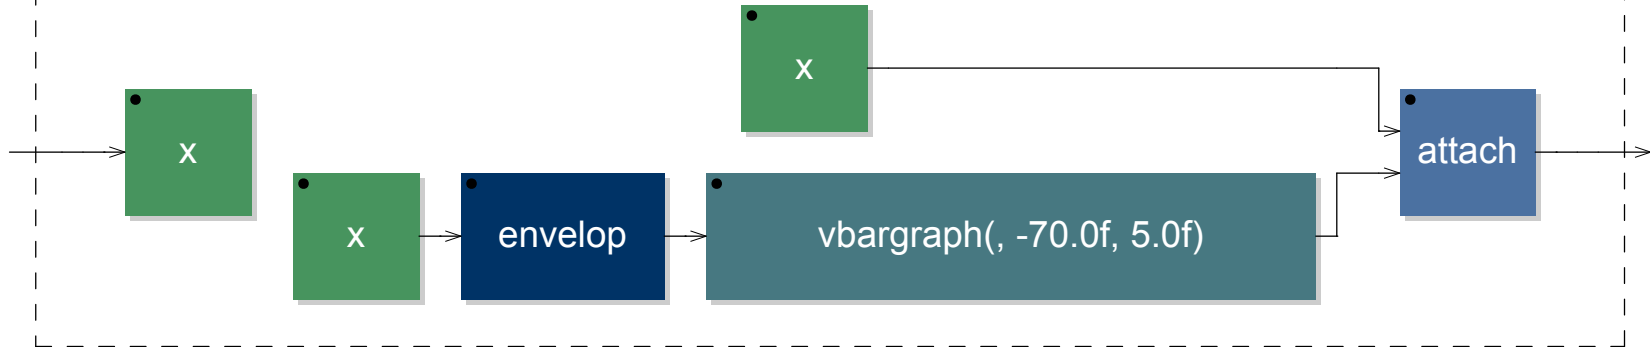 x
x
attach
x
envelop
vbargraph(, -70.0f, 5.0f)